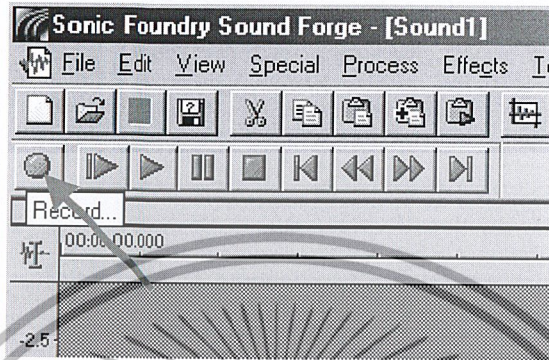 Sonic Foundry Sound Forge - [Sound1]
File Edit View Special Process Effects
Record...
00:00:00.000
-2.5